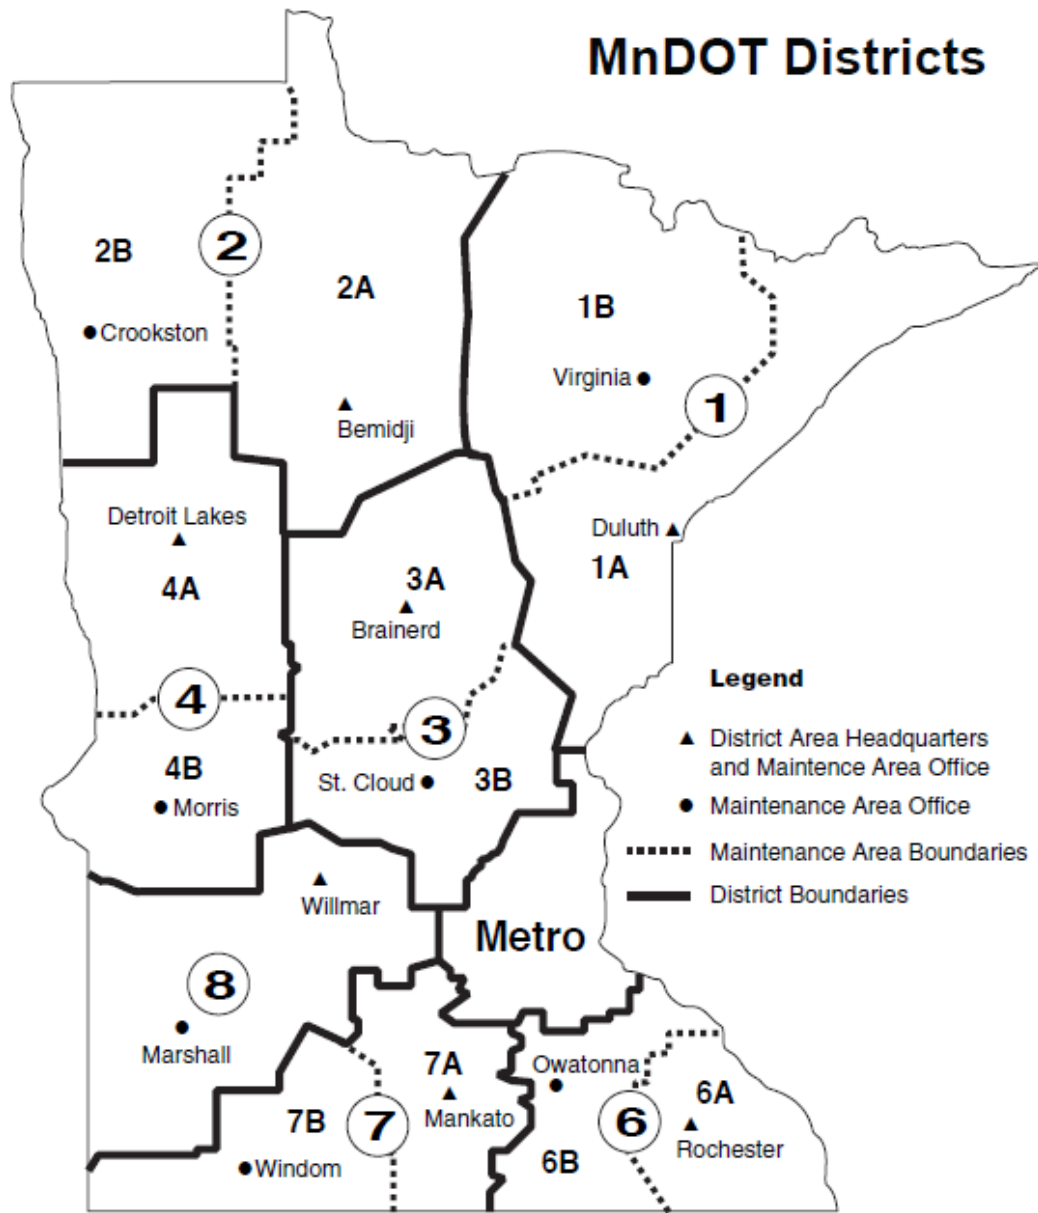 MnDOT Districts
2B
2
2A
1B
Crookston
Virginia
1
Bemidji
Detroit Lakes
Duluth
1A
3A
4A
Brainerd
Legend
4
3
District Area Headquarters
and Maintence Area Office
4B
St. Cloud
3B
Morris
Maintenance Area Office
Maintenance Area Boundaries
District Boundaries
Willmar
Metro
8
Marshall
7A
Owatonna
Mankato
6A
7B
7
6
Rochester
6B
Windom